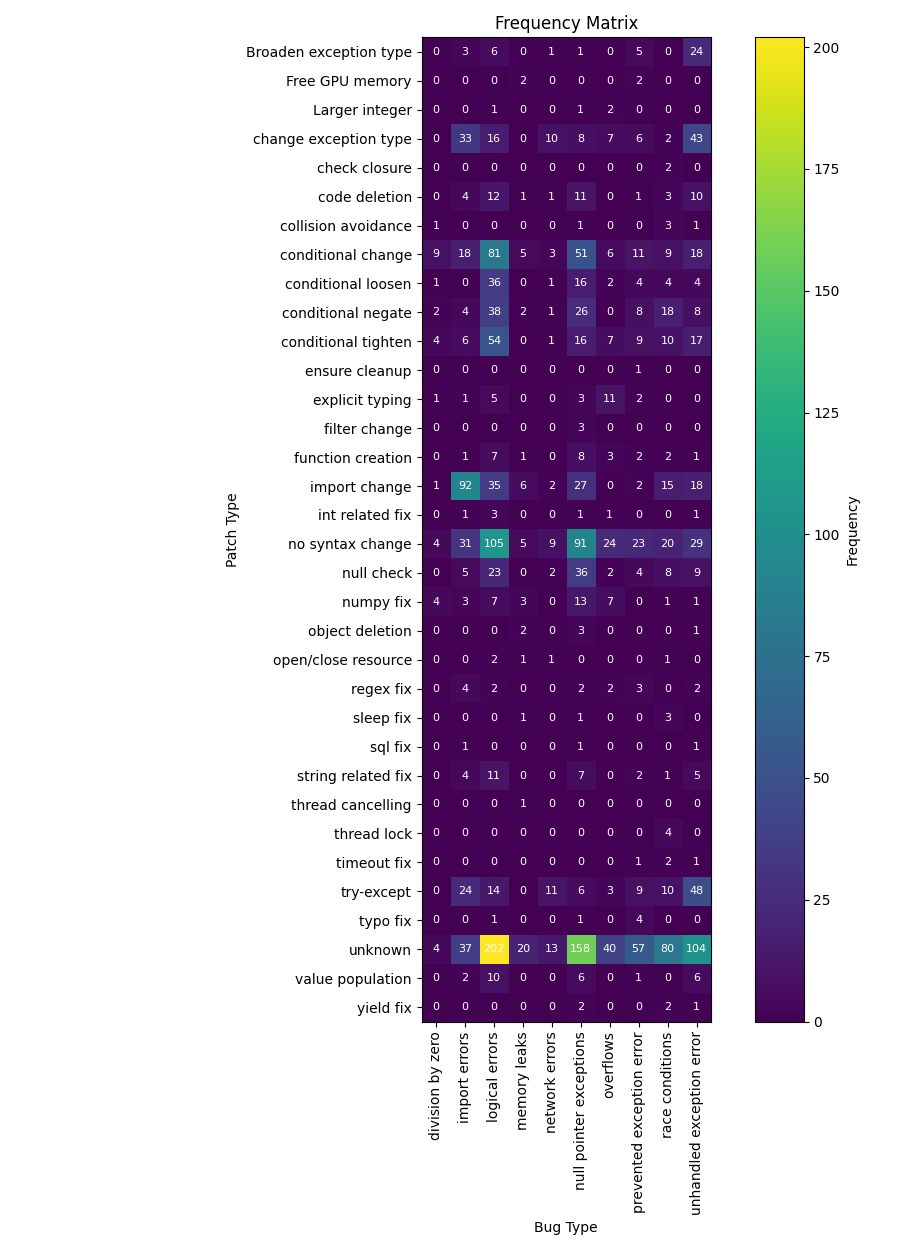 Frequency Matrix
Broaden exception type 0 3 6 0 1 1 0 5 0 24
Free GPU memory 0 0 0 2 0 0 0 2 0 0
Larger integer 0 0 1 0 0 1 2 0 0 0
change exception type 0 33 16 0 10 8 7 6 2 43
check closure 0 0 0 0 0 0 0 0 2 0
code deletion 0 4 12 1 1 11 0 1 3 10
collision avoidance 1 0 0 0 0 1 0 0 3 1
conditional change 9 18 81 5 3 51 6 11 9 18
conditional loosen 1 0 36 0 1 16 2 4 4 4
conditional negate 2 4 38 2 1 26 0 8 18 8
conditional tighten 4 6 54 0 1 16 7 9 10 17
ensure cleanup 0 0 0 0 0 0 0 1 0 0
explicit typing 1 1 5 0 0 3 11 2 0 0
filter change 0 0 0 0 0 3 0 0 0 0
function creation 0 1 7 1 0 8 3 2 2 1
import change 1 92 35 6 2 27 0 2 15 18
int related fix 0 1 3 0 0 1 1 0 0 1
no syntax change 4 31 105 5 9 91 24 23 20 29
null check 0 5 23 0 2 36 2 4 8 9
numpy fix 4 3 7 3 0 13 7 0 1 1
object deletion 0 0 0 2 0 3 0 0 0 1
open/close resource 0 0 2 1 1 0 0 0 1 0
regex fix 0 4 2 0 0 2 2 3 0 2
sleep fix 0 0 0 1 0 1 0 0 3 0
sql fix 0 1 0 0 0 1 0 0 0 1
string related fix 0 4 11 0 0 7 0 2 1 5
thread cancelling 0 0 0 1 0 0 0 0 0 0
thread lock 0 0 0 0 0 0 0 0 4 0
timeout fix 0 0 0 0 0 0 0 1 2 1
try-except 0 24 14 0 11 6 3 9 10 48
typo fix 0 0 1 0 0 1 0 4 0 0
unknown 4 37 202 20 13 158 40 57 80 104
value population 0 2 10 0 0 6 0 1 0 6
yield fix 0 0 0 0 0 2 0 0 2 1
Patch Type
division by zero
import errors
logical errors
memory leaks
network errors
null pointer exceptions
overflows
prevented exception error
race conditions
unhandled exception error
Bug Type
200
175
150
125
100
75
50
25
0
Frequency